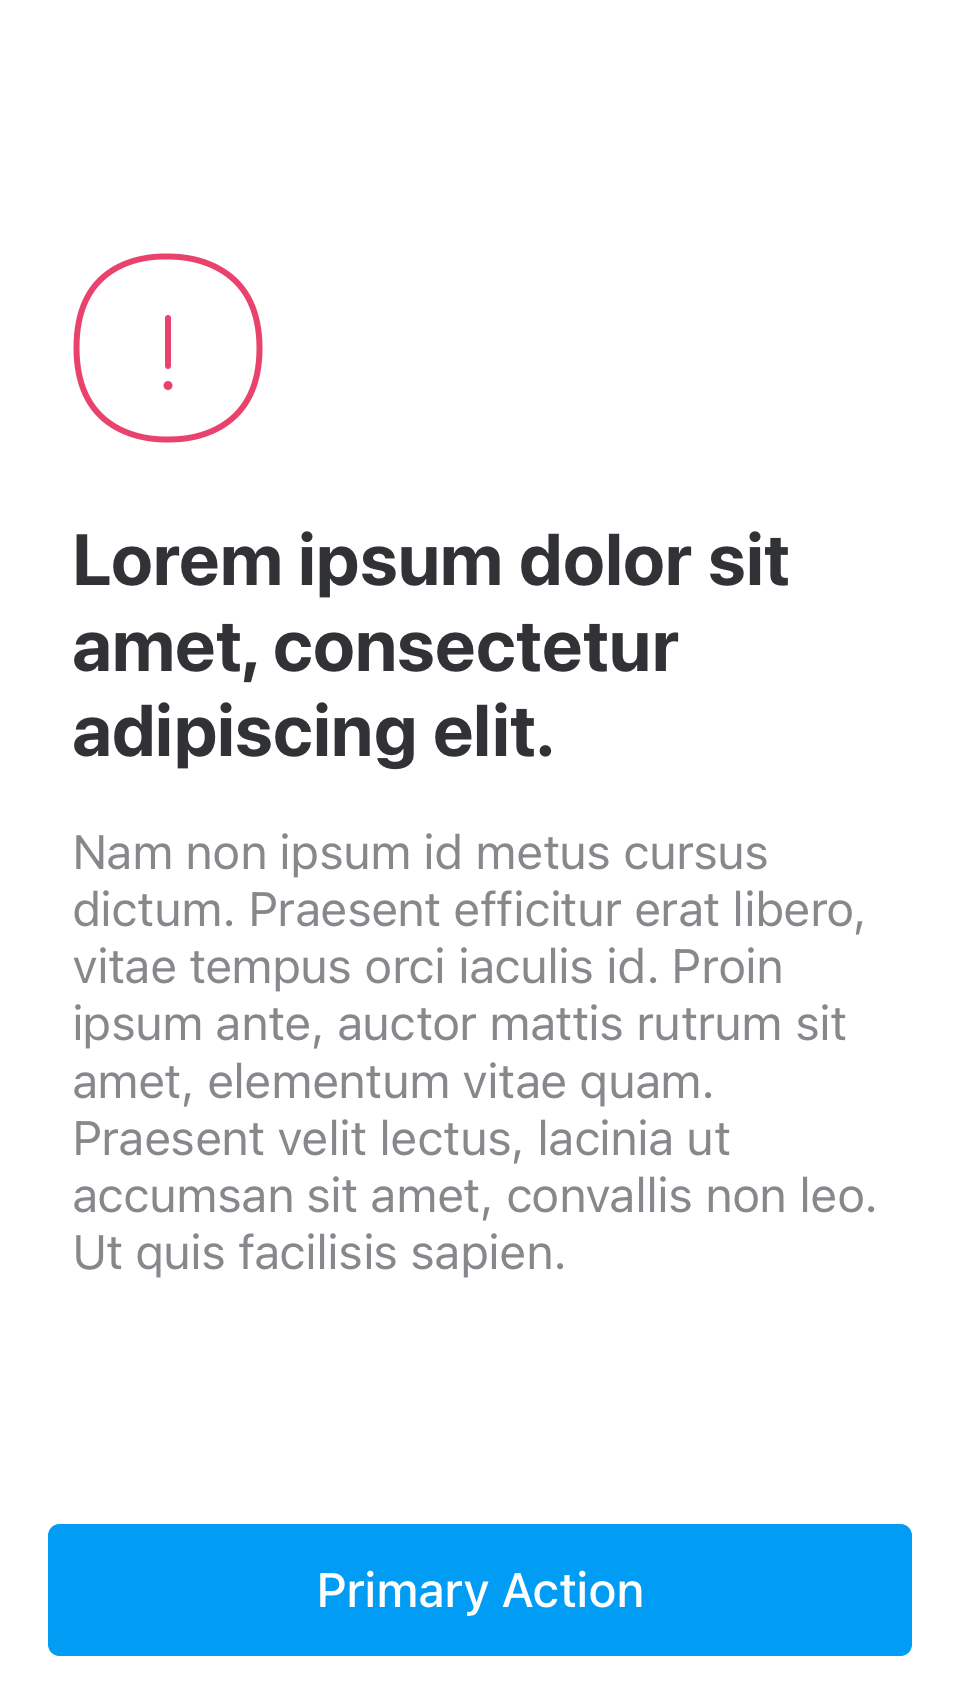 Lorem ipsum dolor sit
amet, consectetur
adipiscing elit.
Nam non ipsum id metus cursus
dictum. Praesent efficitur erat libero,
vitae tempus orci iaculis id. Proin
ipsum ante, auctor mattis rutrum sit
amet, elementum vitae quam.
Praesent velit lectus, lacinia ut
accumsan sit amet, convallis non leo.
Ut quis facilisis sapien.
Primary Action